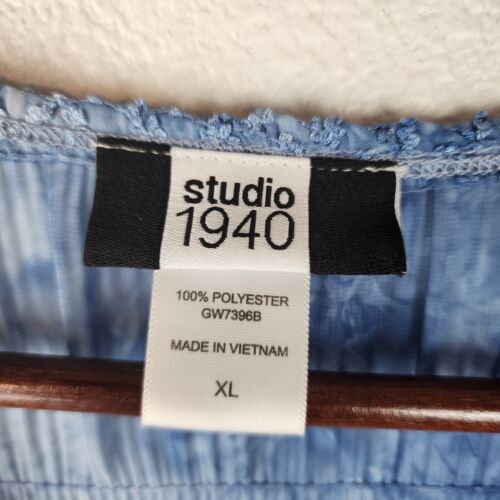 studio
1940
100% POLYESTER
GW7396B
MADE IN VIETNAM
XL